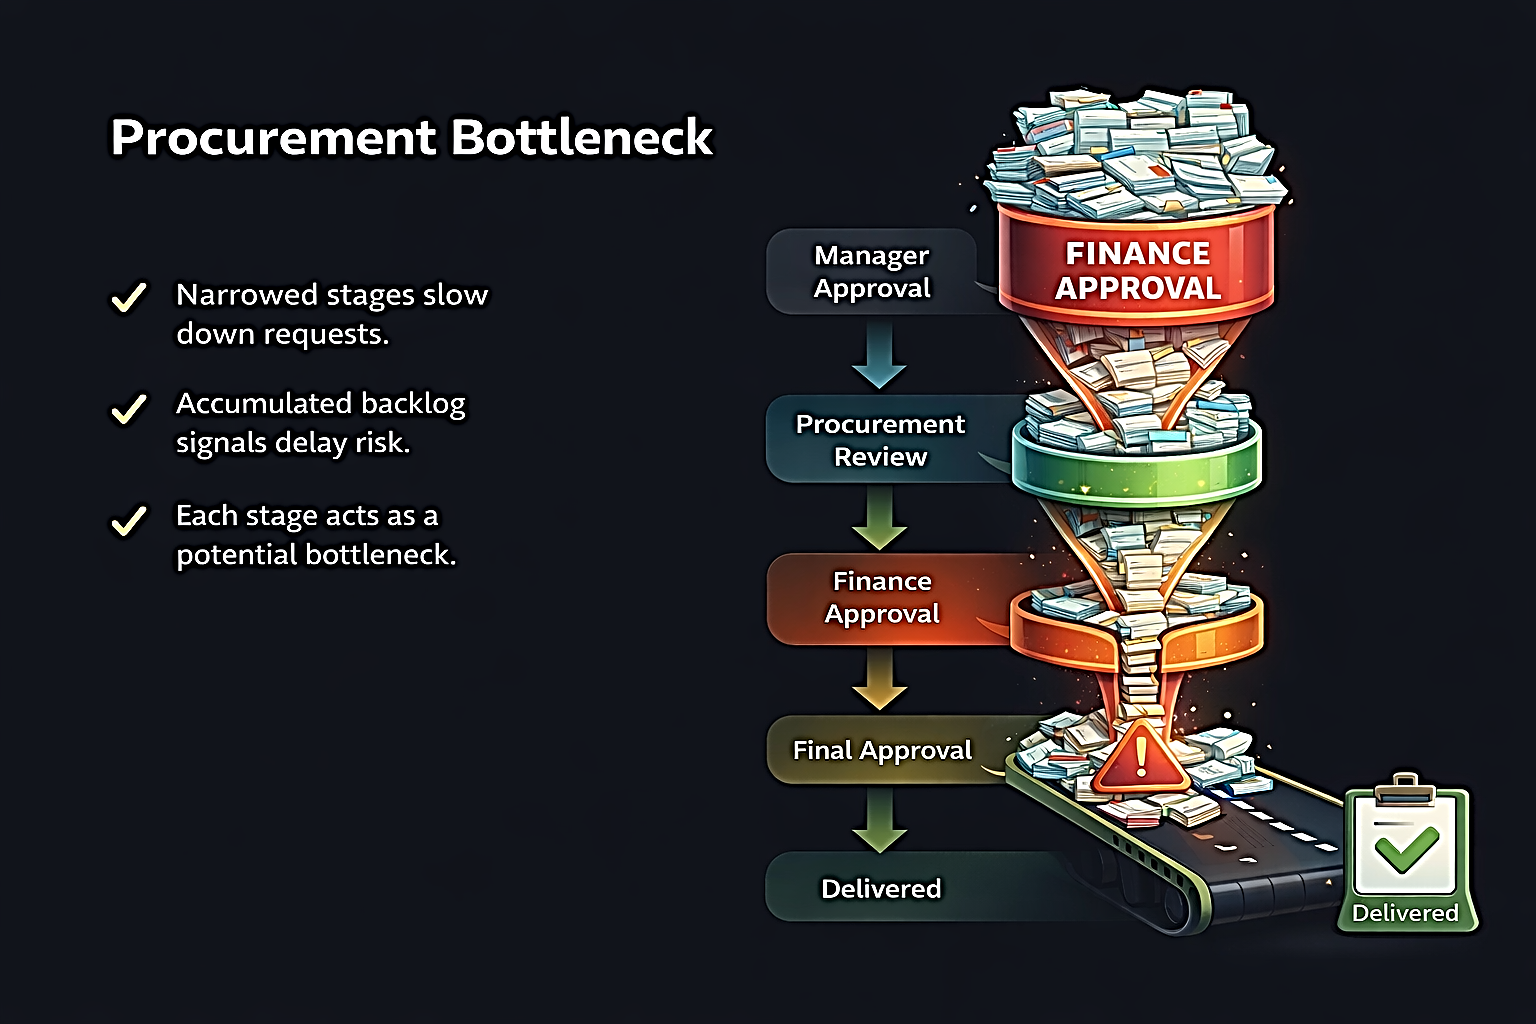 Procurement Bottleneck
Narrowed stages slow
down requests.
Accumulated backlog
signals delay risk.
Each stage acts as a
potential bottleneck.
Manager
Approval
FINANCE
APPROVAL
Procurement
Review
Finance
Approval
Final Approval
Delivered
Delivered